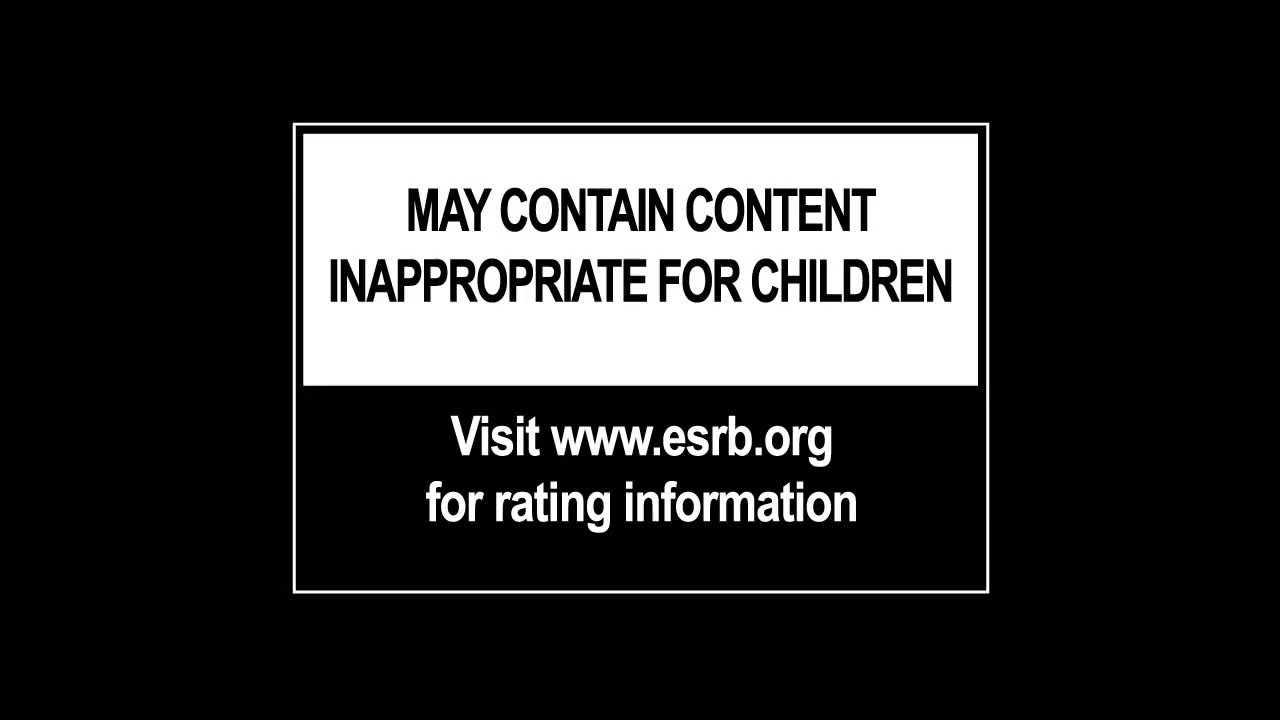 MAY CONTAIN CONTENT
INAPPROPRIATE FOR CHILDREN
Visit www.esrb.org
for rating information